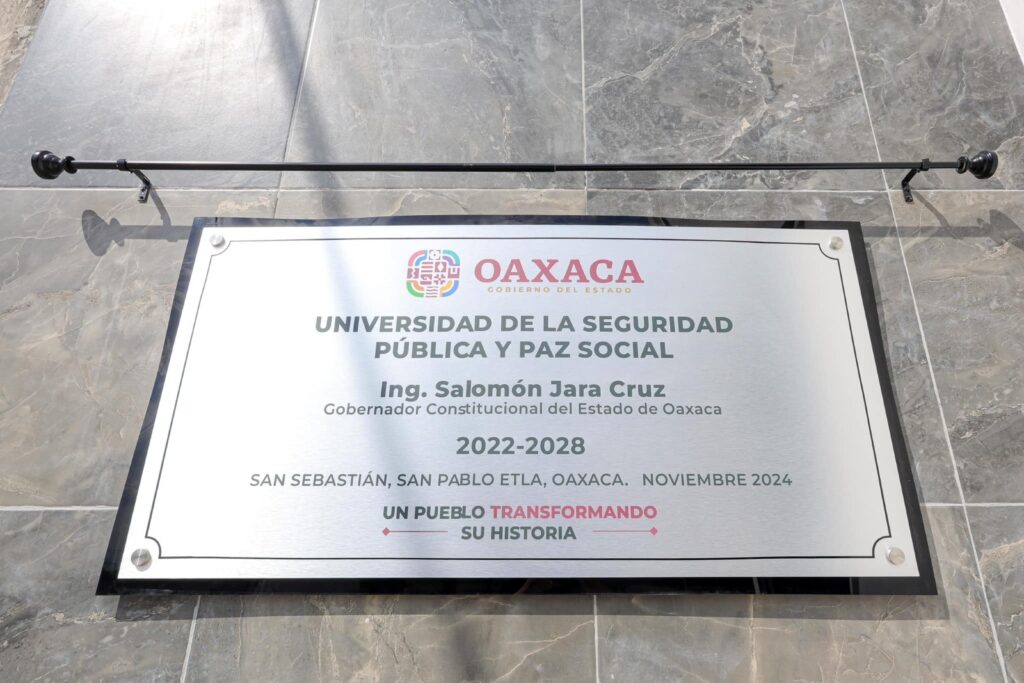 OAXACA
GOBIERNO DEL ESTADO
UNIVERSIDAD DE LA SEGURIDAD
PÚBLICA Y PAZ SOCIAL
Ing. Salomón Jara Cruz
Gobernador Constitucional del Estado de Oaxaca
2022-2028
SAN SEBASTIÁN, SAN PABLO ETLA, OAXACA. NOVIEMBRE 2024
UN PUEBLO TRANSFORMANDO
SU HISTORIA